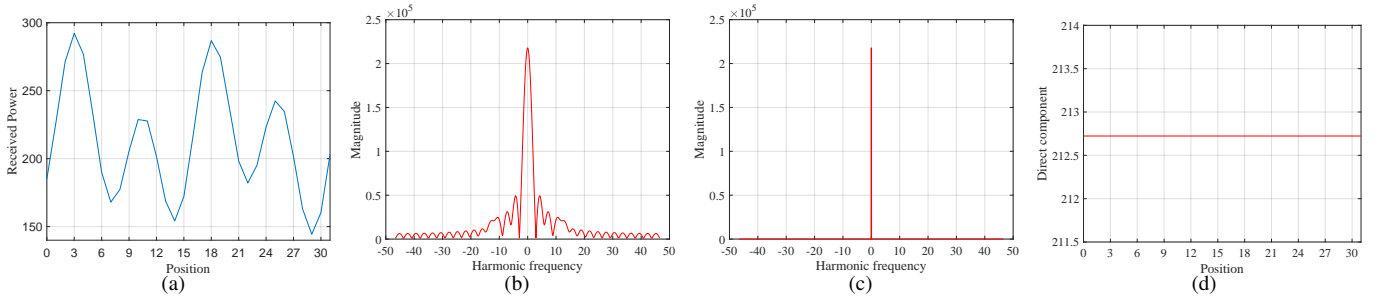 300
250
200
150
Received Power
0 3 6 9 12 15 18 21 24 27 30
Position
(a)
×10⁵
2.5
2
1.5
1
0.5
0
Magnitude
-50 -40 -30 -20 -10 0 10 20 30 40 50
Harmonic frequency
(b)
×10⁵
2.5
2
1.5
1
0.5
0
Magnitude
-50 -40 -30 -20 -10 0 10 20 30 40 50
Harmonic frequency
(c)
214
213.5
213
212.5
212
211.5
Direct component
0 3 6 9 12 15 18 21 24 27 30
Position
(d)